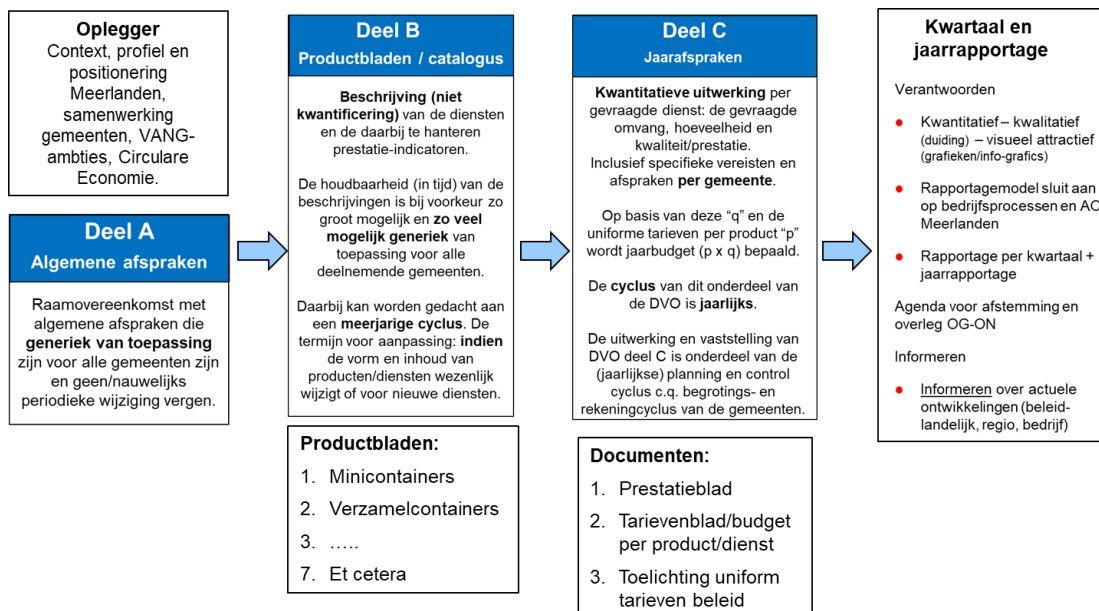 Oplegger
Context, profiel en
positionering
Meerlanden,
samenwerking
gemeenten, VANG-
ambties, Circulare
Economie.
Deel A
Algemene afspraken
Raamovereenkomst met
algemene afspraken die
generiek van toepassing
zijn voor alle gemeenten zijn
en geen/nauwelijks
periodieke wijziging vergen.
Deel B
Productbladen / catalogus
Beschrijving (niet
kwantificering) van de diensten
en de daarbij te hanteren
prestatie-indicatoren.
De houdbaarheid (in tijd) van de
beschrijvingen is bij voorkeur zo
groot mogelijk en zo veel
mogelijk generiek van
toepassing voor alle
deelnemende gemeenten.
Daarbij kan worden gedacht aan
een meerjarige cyclus. De
termijn voor aanpassing: indien
de vorm en inhoud van
producten/diensten wezenlijk
wijzigt of voor nieuwe diensten.
Productbladen:
1. Minicontainers
2. Verzamelcontainers
3. …..
7. Et cetera
Deel C
Jaarafspraken
Kwantitatieve uitwerking per
gevraagde dienst: de gevraagde
omvang, hoeveelheid en
kwaliteit/prestatie.
Inclusief specifieke vereisten en
afspraken per gemeente.
Op basis van deze “q” en de
uniforme tarieven per product “p”
wordt jaarbudget (p x q) bepaald.
De cyclus van dit onderdeel van
de DVO is jaarlijks.
De uitwerking en vaststelling van
DVO deel C is onderdeel van de
(jaarlijkse) planning en control
cyclus c.q. begrotings- en
rekeningcyclus van de gemeenten.
Documenten:
1. Prestatieblad
2. Tarievenblad/budget
per product/dienst
3. Toelichting uniform
tarieven beleid
Kwartaal en
jaarrapportage
Verantwoorden
● Kwantitatief – kwalitatief
(duiding) – visueel attractief
(grafieken/info-grafics)
● Rapportagemodel sluit aan
op bedrijfsprocessen en AO
Meerlanden
● Rapportage per kwartaal +
jaarrapportage
Agenda voor afstemming en
overleg OG-ON
Informeren
● Informeren over actuele
ontwikkelingen (beleid-
landelijk, regio, bedrijf)